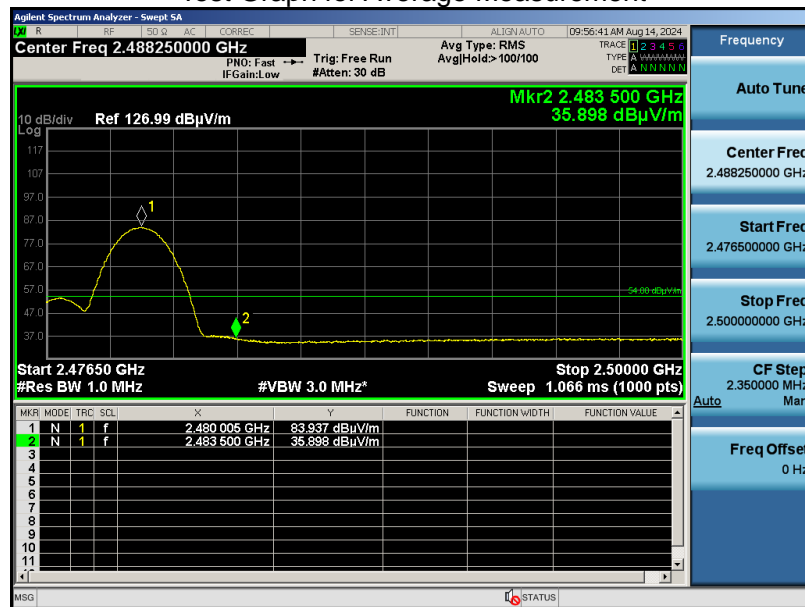 Test Graph for Average Measurement
Agilent Spectrum Analyzer - Swept SA
LXI R RF 50 Ω AC CORREC SENSE:INT ALIGN AUTO 09:56:41 AM Aug 14, 2024
Center Freq 2.488250000 GHz
PNO: Fast
IFGain:Low
Trig: Free Run
#Atten: 30 dB
Avg Type: RMS
Avg|Hold:>100/100
TRACE 1 2 3 4 5 6
TYPE A WWWWW
DET A N N N N N
Mkr2 2.483 500 GHz
35.898 dBµV/m
10 dB/div Ref 126.99 dBµV/m
Log
117
107
97.0
87.0
77.0
67.0
57.0
47.0
37.0
1
2
54.00 dBµV/m
Start 2.47650 GHz Stop 2.50000 GHz
#Res BW 1.0 MHz #VBW 3.0 MHz* Sweep 1.066 ms (1000 pts)
MKR MODE TRC SCL X Y FUNCTION FUNCTION WIDTH FUNCTION VALUE
1 N 1 f 2.480 005 GHz 83.937 dBµV/m
2 N 1 f 2.483 500 GHz 35.898 dBµV/m
3
4
5
6
7
8
9
10
11
MSG STATUS
Frequency
Auto Tune
Center Freq
2.488250000 GHz
Start Freq
2.476500000 GHz
Stop Freq
2.500000000 GHz
CF Step
2.350000 MHz
Auto Man
Freq Offset
0 Hz